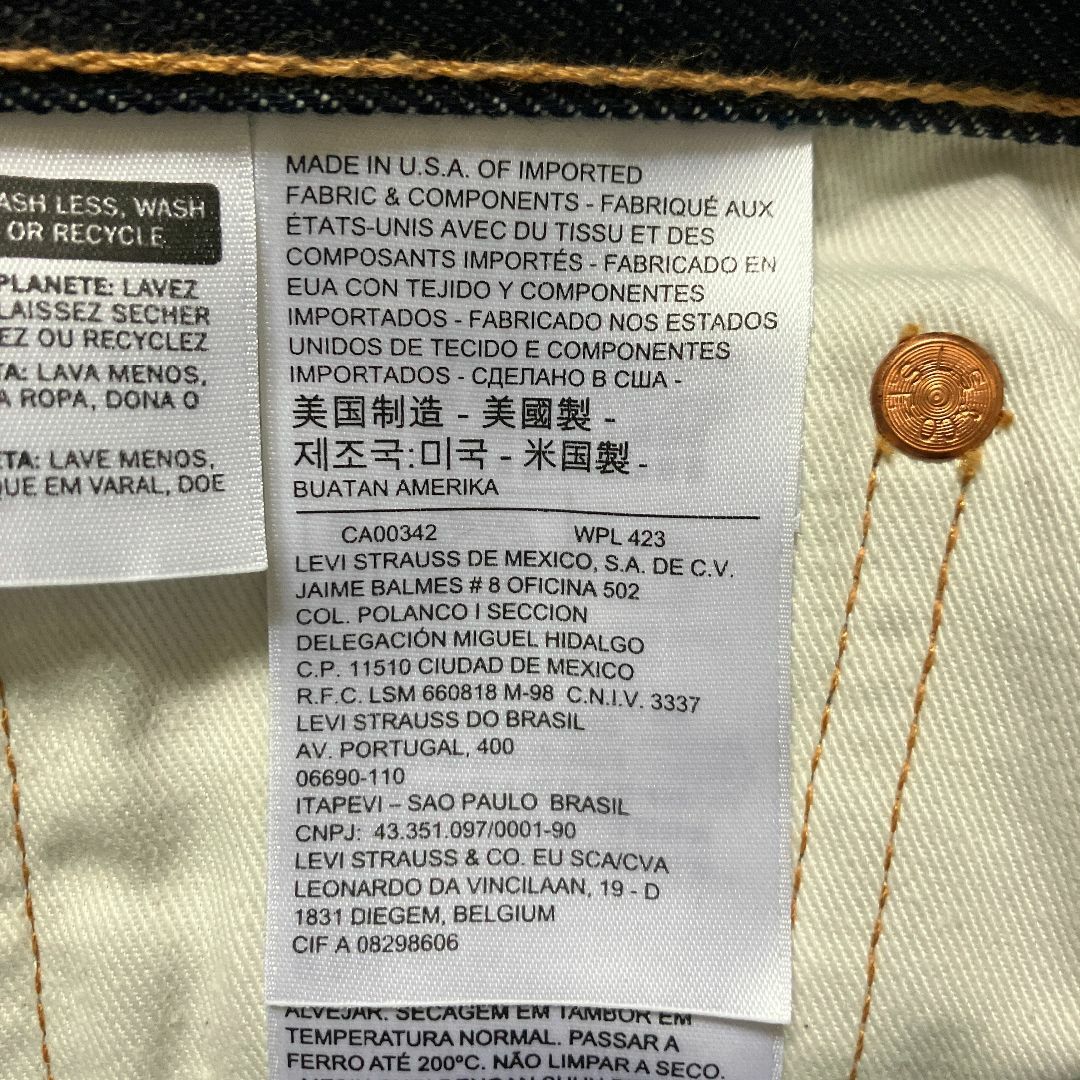 ASH LESS, WASH
OR RECYCLE
PLANETE: LAVEZ
LAISSEZ SECHER
EZ OU RECYCLEZ
TA: LAVA MENOS,
A ROPA, DONA O
ETA: LAVE MENOS,
QUE EM VARAL, DOE
MADE IN U.S.A. OF IMPORTED
FABRIC & COMPONENTS - FABRIQUÉ AUX
ÉTATS-UNIS AVEC DU TISSU ET DES
COMPOSANTS IMPORTÉS - FABRICADO EN
EUA CON TEJIDO Y COMPONENTES
IMPORTADOS - FABRICADO NOS ESTADOS
UNIDOS DE TECIDO E COMPONENTES
IMPORTADOS - СДЕЛАНО В США -
美国制造 - 美國製 -
제조국:미국 - 米国製 -
BUATAN AMERIKA
CA00342 WPL 423
LEVI STRAUSS DE MEXICO, S.A. DE C.V.
JAIME BALMES # 8 OFICINA 502
COL. POLANCO I SECCION
DELEGACIÓN MIGUEL HIDALGO
C.P. 11510 CIUDAD DE MEXICO
R.F.C. LSM 660818 M-98 C.N.I.V. 3337
LEVI STRAUSS DO BRASIL
AV. PORTUGAL, 400
06690-110
ITAPEVI – SAO PAULO BRASIL
CNPJ: 43.351.097/0001-90
LEVI STRAUSS & CO. EU SCA/CVA
LEONARDO DA VINCILAAN, 19 - D
1831 DIEGEM, BELGIUM
CIF A 08298606
ALVEJAR. SECAGEM EM TAMBOR EM
TEMPERATURA NORMAL. PASSAR A
FERRO ATÉ 200ºC. NÃO LIMPAR A SECO.